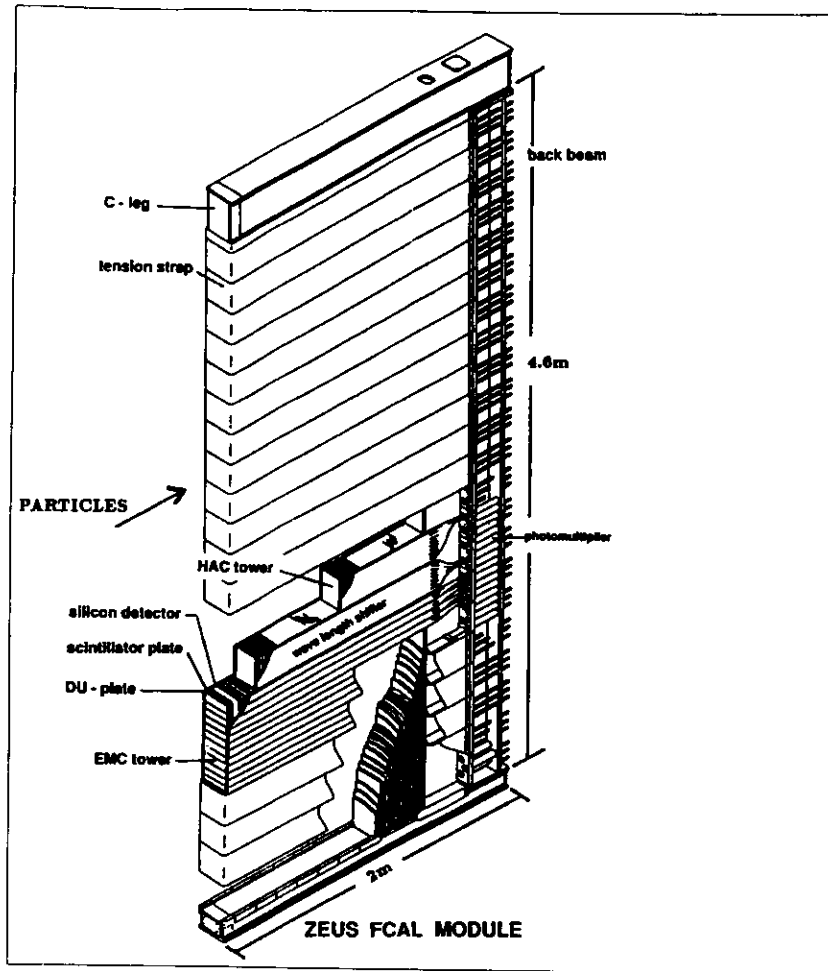 back beam
C - leg
tension strap
4.6m
PARTICLES
photomultiplier
HAC tower
silicon detector
wave length shifter
scintillator plate
DU - plate
EMC tower
2m
ZEUS FCAL MODULE